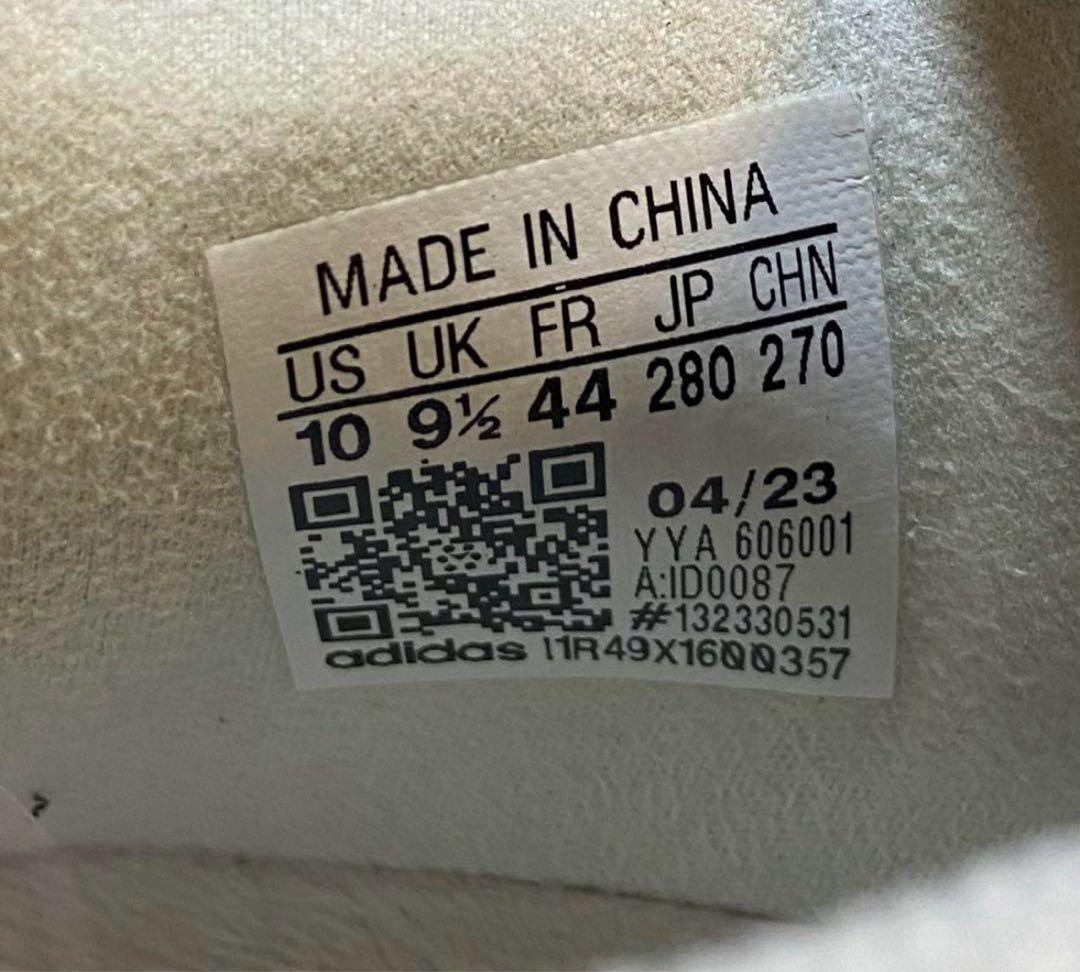 MADE IN CHINA
US UK FR JP CHN
10 9½ 44 280 270
04/23
YYA 606001
A:ID0087
#132330531
adidas I1R49X1600357